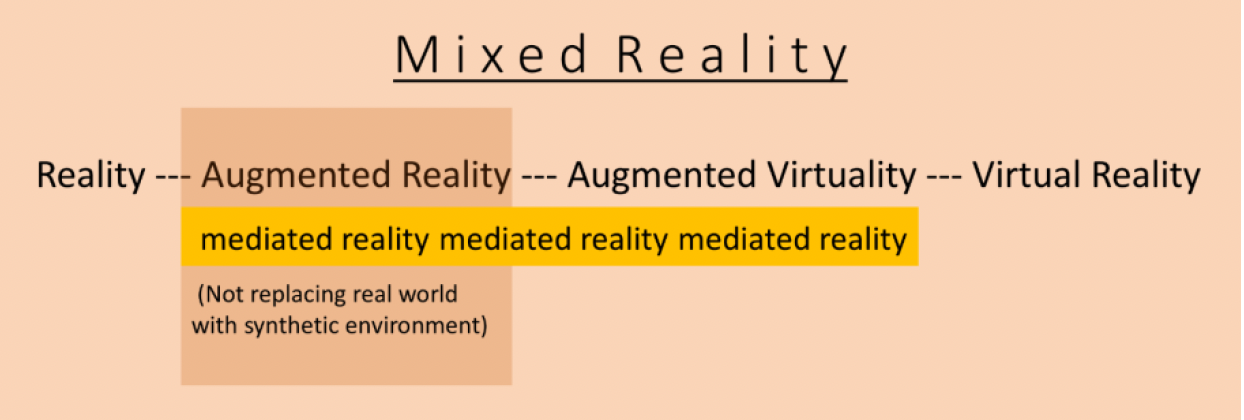 Mixed Reality
Reality --- Augmented Reality --- Augmented Virtuality --- Virtual Reality
mediated reality mediated reality mediated reality
(Not replacing real world
with synthetic environment)